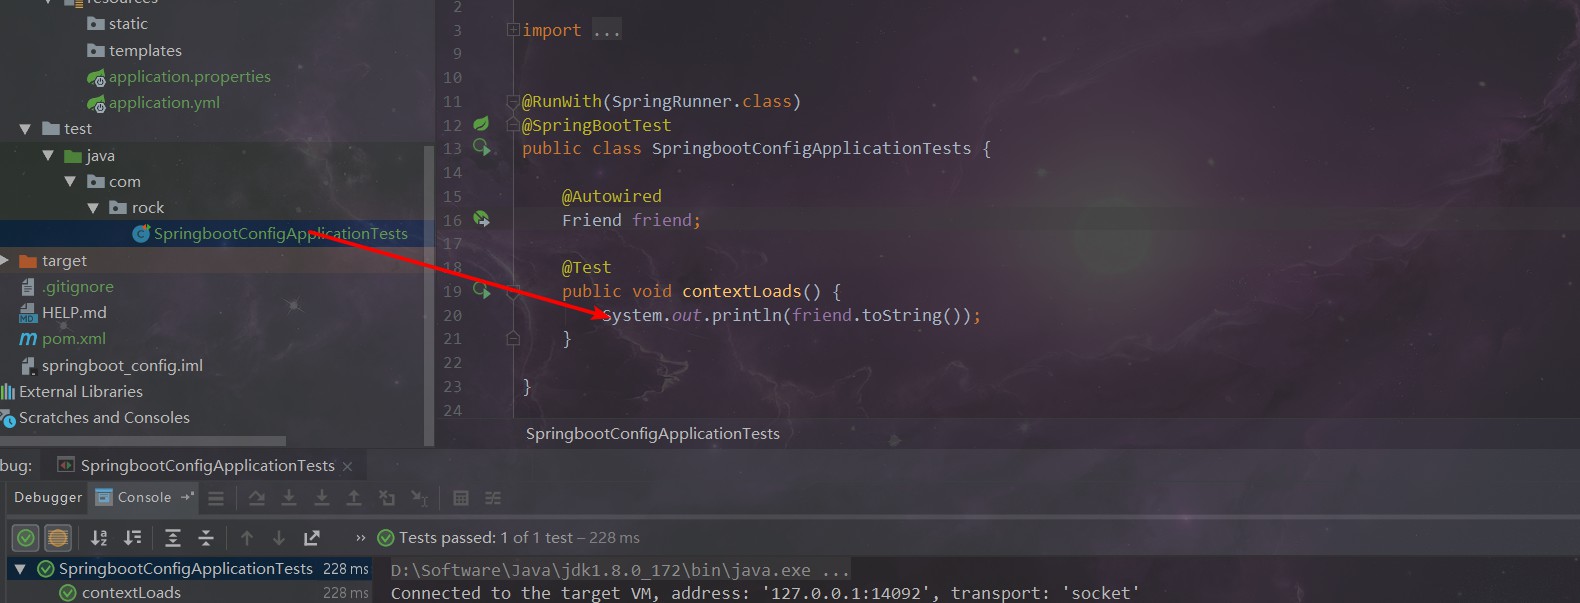 resources
static
templates
application.properties
application.yml
test
java
com
rock
SpringbootConfigApplicationTests
target
.gitignore
HELP.md
pom.xml
springboot_config.iml
External Libraries
Scratches and Consoles
2
3 import ...
9
10
11 @RunWith(SpringRunner.class)
12 @SpringBootTest
13 public class SpringbootConfigApplicationTests {
14
15 @Autowired
16 Friend friend;
17
18 @Test
19 public void contextLoads() {
20 System.out.println(friend.toString());
21 }
22
23 }
24
SpringbootConfigApplicationTests
bug: SpringbootConfigApplicationTests ×
Debugger Console
» Tests passed: 1 of 1 test – 228 ms
SpringbootConfigApplicationTests 228 ms
contextLoads 228 ms
D:\Software\Java\jdk1.8.0_172\bin\java.exe ...
Connected to the target VM, address: '127.0.0.1:14092', transport: 'socket'